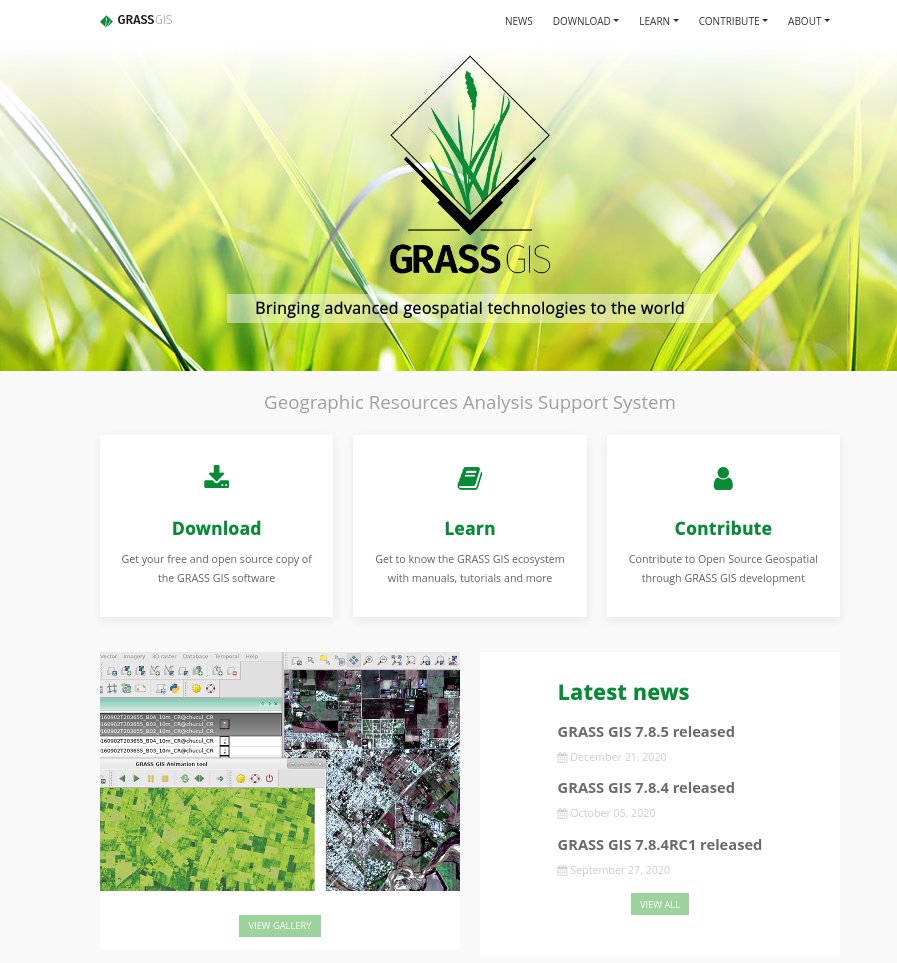 GRASSGIS
NEWS DOWNLOAD LEARN CONTRIBUTE ABOUT
GRASS GIS
Bringing advanced geospatial technologies to the world
Geographic Resources Analysis Support System
Download
Get your free and open source copy of
the GRASS GIS software
Learn
Get to know the GRASS GIS ecosystem
with manuals, tutorials and more
Contribute
Contribute to Open Source Geospatial
through GRASS GIS development
Vector Imagery 3D raster Database Temporal Help
160902T203655_B04_10m_CR@chucul_CR
160902T203655_B03_10m_CR@chucul_CR
160902T203655_B02_10m_CR@chucul_CR
160902T203655_B04_10m_CR@chucul_CR
160902T203655_B03_10m_CR@chucul_CR
GRASS GIS Animation tool
VIEW GALLERY
Latest news
GRASS GIS 7.8.5 released
December 21, 2020
GRASS GIS 7.8.4 released
October 05, 2020
GRASS GIS 7.8.4RC1 released
September 27, 2020
VIEW ALL